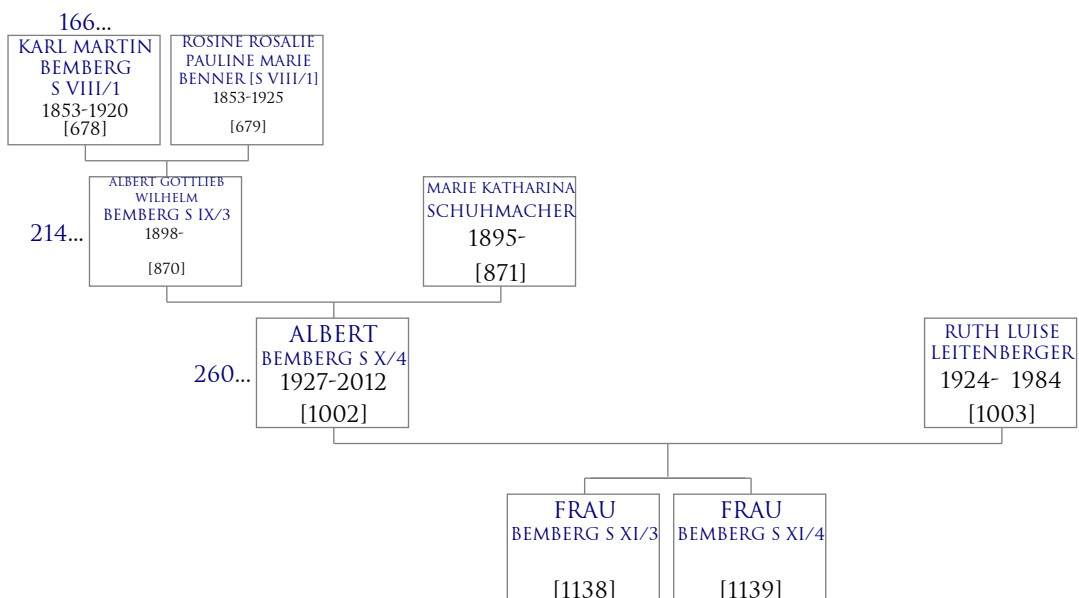 166...
KARL MARTIN
BEMBERG
S VIII/1
1853-1920
[678]
ROSINE ROSALIE
PAULINE MARIE
BENNER [S VIII/1]
1853-1925
[679]
214...
ALBERT GOTTLIEB
WILHELM
BEMBERG S IX/3
1898-
[870]
MARIE KATHARINA
SCHUHMACHER
1895-
[871]
260...
ALBERT
BEMBERG S X/4
1927-2012
[1002]
RUTH LUISE
LEITENBERGER
1924- 1984
[1003]
FRAU
BEMBERG S XI/3
[1138]
FRAU
BEMBERG S XI/4
[1139]